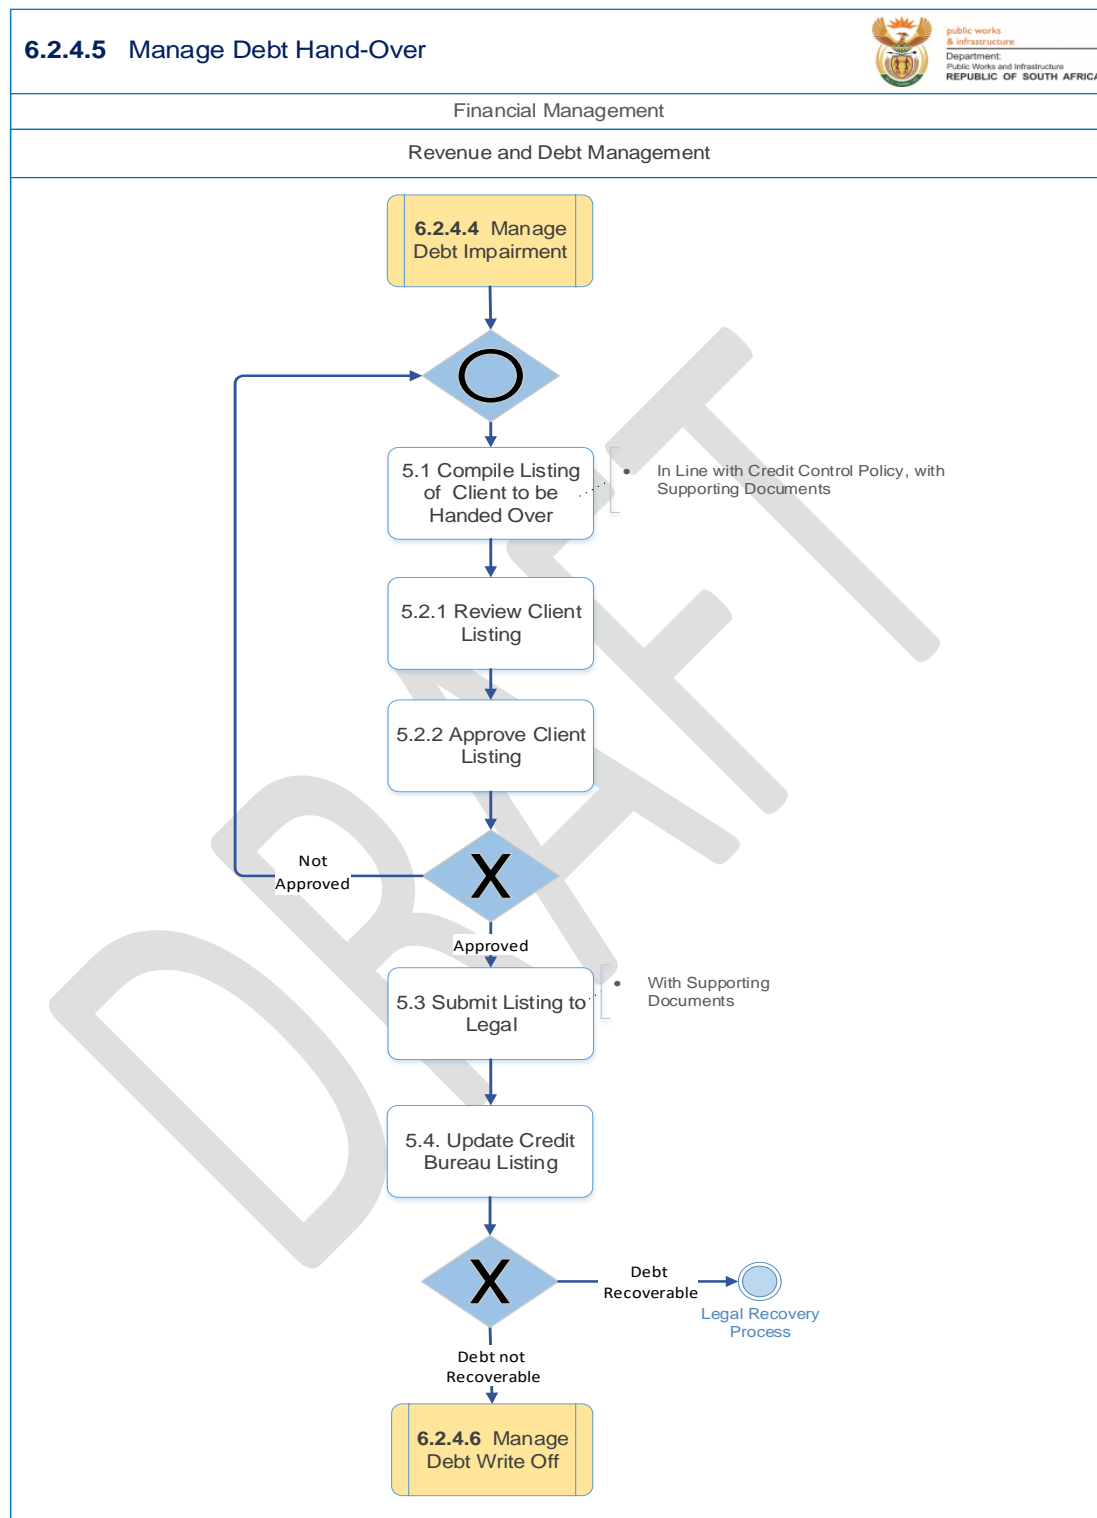 6.2.4.5 Manage Debt Hand-Over
public works
& infrastructure
Department:
Public Works and Infrastructure
REPUBLIC OF SOUTH AFRICA
Financial Management
Revenue and Debt Management
6.2.4.4 Manage
Debt Impairment
5.1 Compile Listing
of Client to be
Handed Over
• In Line with Credit Control Policy, with
Supporting Documents
5.2.1 Review Client
Listing
5.2.2 Approve Client
Listing
Not
Approved
X
Approved
5.3 Submit Listing to
Legal
• With Supporting
Documents
5.4. Update Credit
Bureau Listing
X
Debt
Recoverable
Legal Recovery
Process
Debt not
Recoverable
6.2.4.6 Manage
Debt Write Off
DRAFT